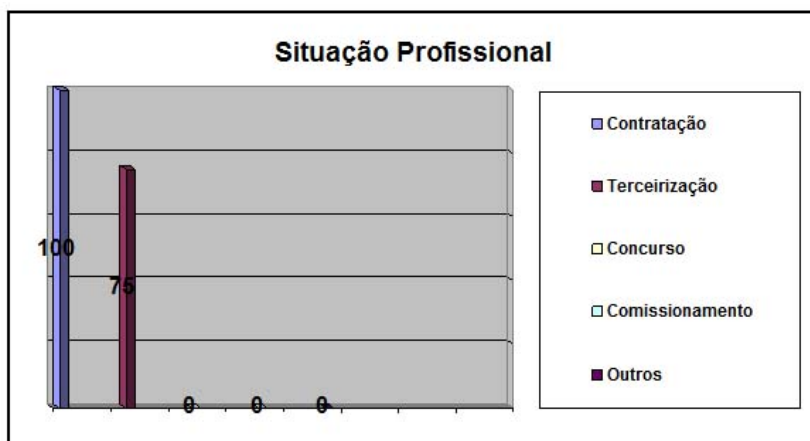 Situação Profissional
100
75
0 0 0
Contratação
Terceirização
Concurso
Comissionamento
Outros